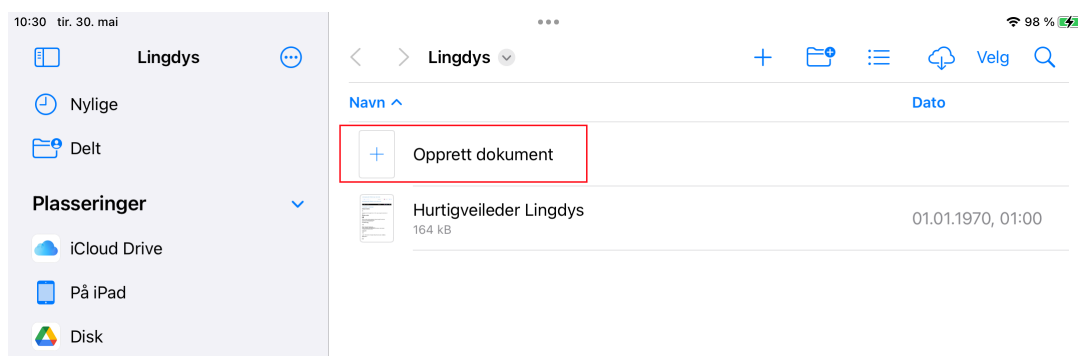 10:30 tir. 30. mai
98 %
Lingdys
Nylige
Delt
Plasseringer
iCloud Drive
På iPad
Disk
Lingdys
Velg
Navn
Dato
Opprett dokument
Hurtigveileder Lingdys
164 kB
01.01.1970, 01:00